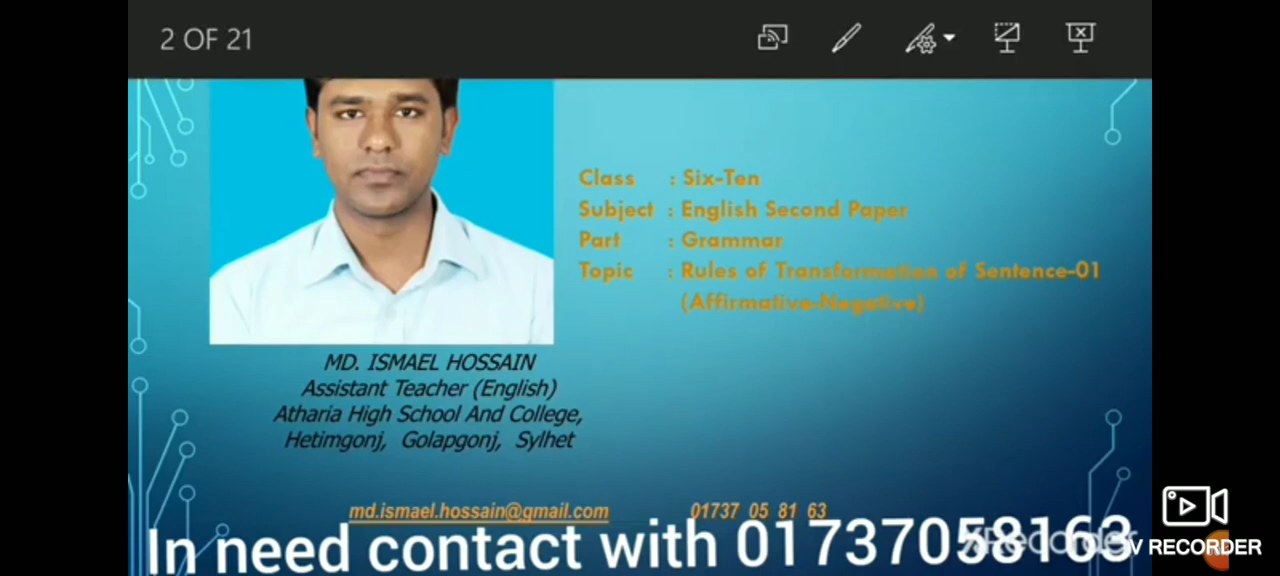 2 OF 21
Class : Six-Ten
Subject : English Second Paper
Part : Grammar
Topic : Rules of Transformation of Sentence-01
(Affirmative-Negative)
MD. ISMAEL HOSSAIN
Assistant Teacher (English)
Atharia High School And College,
Hetimgonj, Golapgonj, Sylhet
md.ismael.hossain@gmail.com 01737 05 81 63
In need contact with 01737058163
V RECORDER